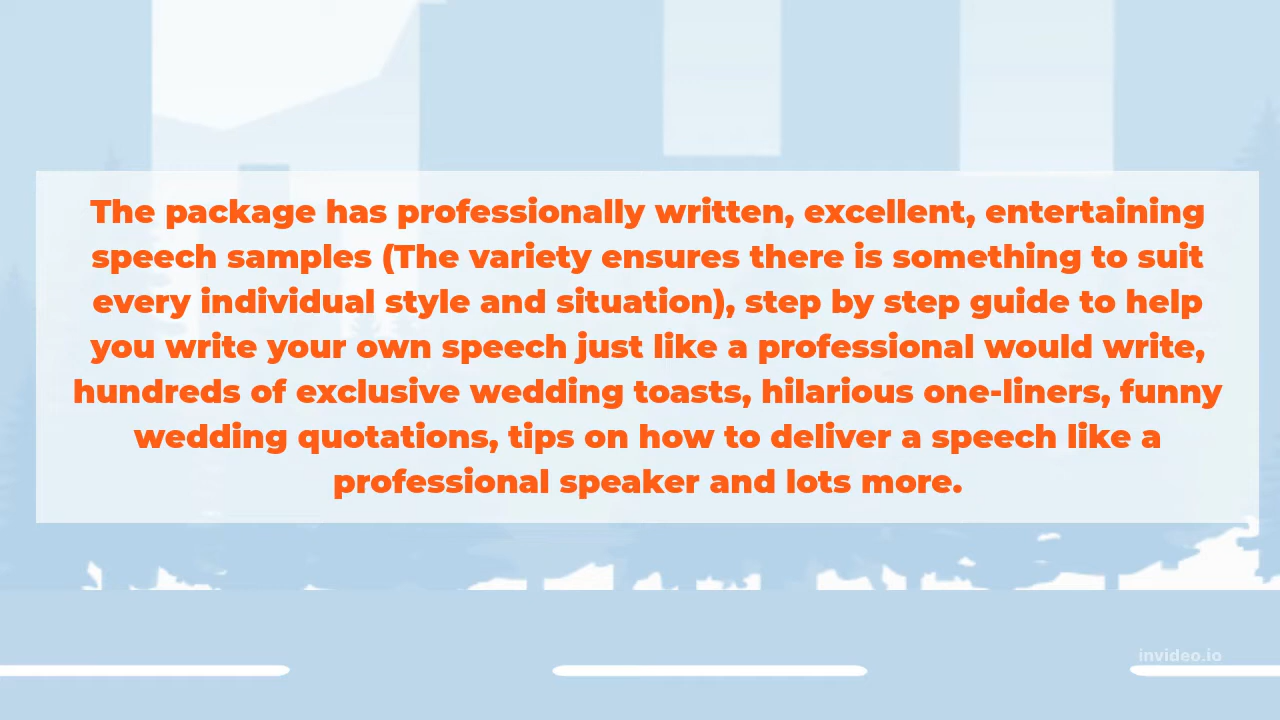 The package has professionally written, excellent, entertaining
speech samples (The variety ensures there is something to suit
every individual style and situation), step by step guide to help
you write your own speech just like a professional would write,
hundreds of exclusive wedding toasts, hilarious one-liners, funny
wedding quotations, tips on how to deliver a speech like a
professional speaker and lots more.
invideo.io